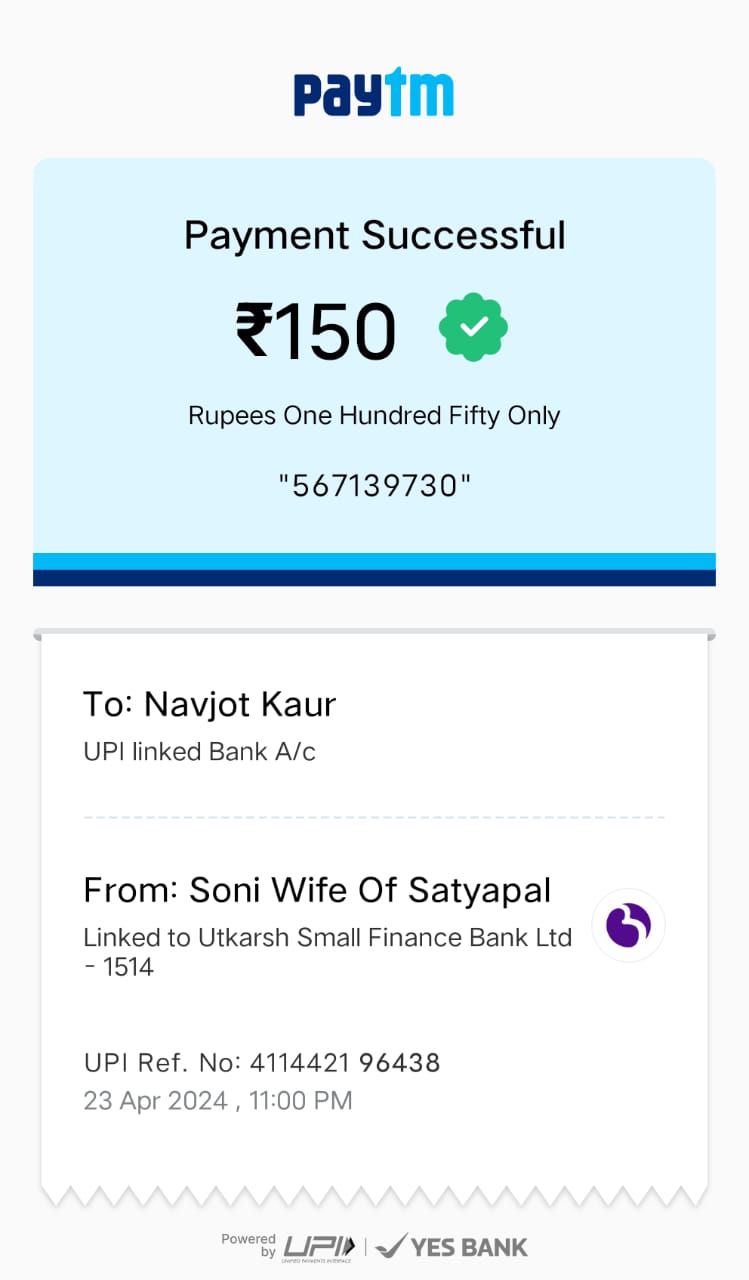 paytm
Payment Successful
₹150
Rupees One Hundred Fifty Only
"567139730"
To: Navjot Kaur
UPI linked Bank A/c
From: Soni Wife Of Satyapal
Linked to Utkarsh Small Finance Bank Ltd
- 1514
UPI Ref. No: 4114421 96438
23 Apr 2024 , 11:00 PM
Powered
by
UPI
UNIFIED PAYMENTS INTERFACE
YES BANK